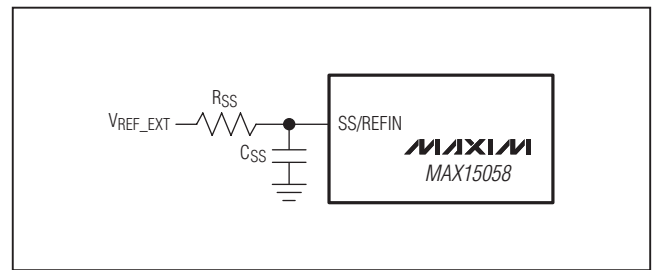 RSS
VREF_EXT
SS/REFIN
CSS
MAXIM
MAX15058